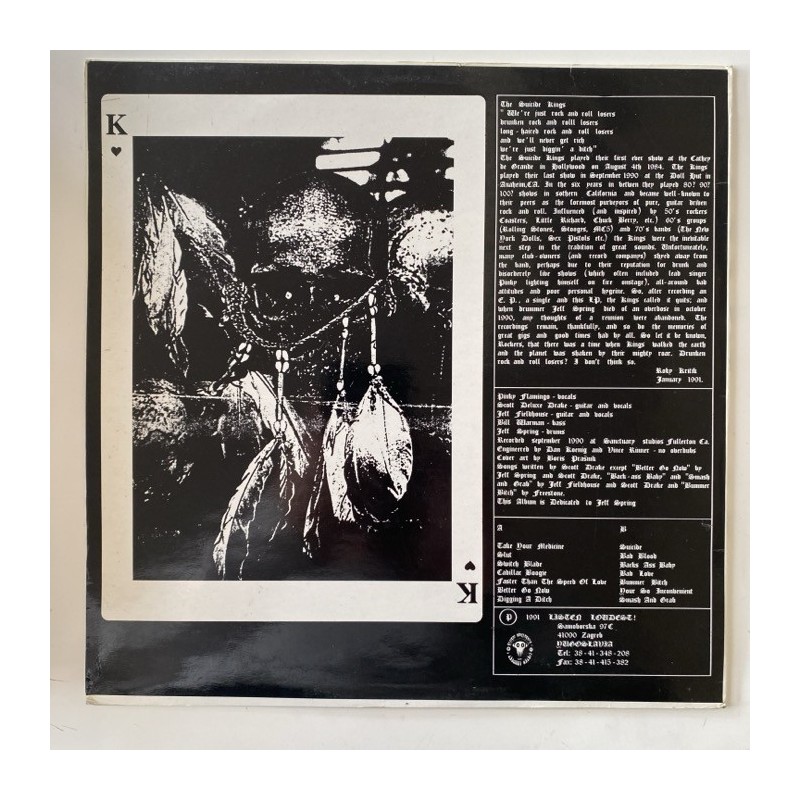 K
The Suicide Kings
" We're just rock and roll losers
drunken rock and rolll losers
long-haired rock and roll losers
and we'll never get rich
we're just diggin' a ditch"
The Suicide Kings played their first ever show at the Cathey
de Grande in Hollywood on August 4th 1984. The Kings
played their last show in September 1990 at the Doll Hut in
Anaheim,CA. In the six years in betwen they played 80? 90?
100? shows in sothern California and became well-known to
their peers as the foremost purveyors of pure, guitar driven
rock and roll. Influenced (and inspired) by 50's rockers
(Coasters, Little Richard, Chuck Berry, etc.) 60's groups
(Rolling Stones, Stooges, MC5) and 70's bands (The New
York Dolls, Sex Pistols etc.) the Kings were the inevitable
next step in the tradition of great sounds. Unfortunately,
many club-owners (and record companys) shyed away from
the band, perhaps due to their reputation for drunk and
disorderely live shows (which often included lead singer
Pinky lighting himself on fire onstage), all-around bad
attitudes and poor personal hygeine. So, after recording an
E. P., a single and this LP, the Kings called it quits; and
when drummer Jeff Spring died of an overdose in october
1990, any thoughts of a reunion were abandoned. The
recordings remain, thankfully, and so do the memories of
great gigs and good times had by all. So let it be known,
Rockers, that there was a time when Kings walked the earth
and the planet was shaken by their mighty roar. Drunken
rock and roll losers? I don't think so.
Roky Kritik
January 1991.
Pinky Flamingo - vocals
Scott Deluxe Drake - guitar and vocals
Jeff Fieldhouse - guitar and vocals
Bill Warman - bass
Jeff Spring - drums
Recorded september 1990 at Sanctuary studios Fullerton Ca.
Engineered by Dan Koenig and Vince Rinner - no overdubs
Cover art by Boris Prašnik
Songs written by Scott Drake except "Better Go Now" by
Jeff Spring and Scott Drake, "Back-ass Baby" and "Smash
and Grab" by Jeff Fieldhouse and Scott Drake and "Bummer
Bitch" by Freestone.
This Album is Dedicated to Jeff Spring
A
Take Your Medicine
Slut
Switch Blade
Cadillac Boogie
Faster Than The Speed Of Love
Better Go Now
Digging A Ditch
B
Suicide
Bad Blood
Backs Ass Baby
Bad Love
Bummer Bitch
Your So Inconvenient
Smash And Grab
K
P 1991 LISTEN LOUDEST!
Samoborska 97C
41090 Zagreb
YUGOSLAVIA
Tel: 38-41-348-208
Fax: 38-41-415-382